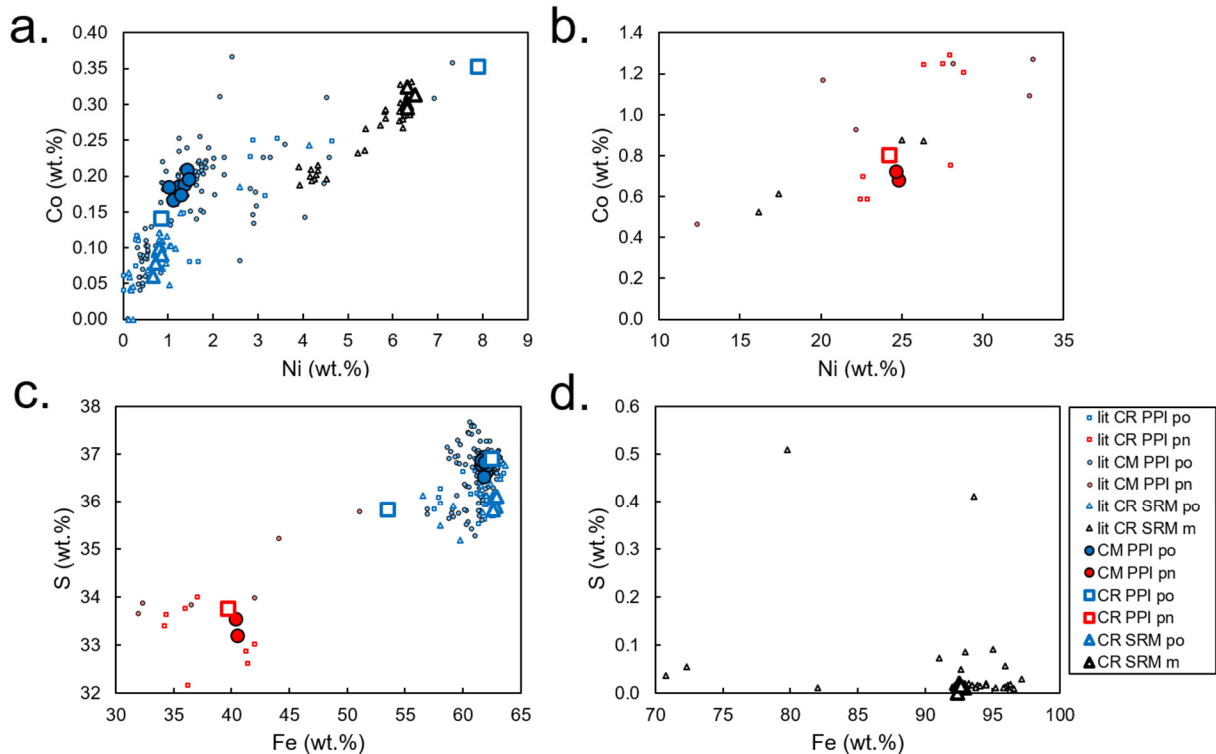 a.
0.40
0.35
0.30
0.25
0.20
0.15
0.10
0.05
0.00
Co (wt.%)
0 1 2 3 4 5 6 7 8 9
Ni (wt.%)
b.
1.4
1.2
1.0
0.8
0.6
0.4
0.2
0.0
Co (wt.%)
10 15 20 25 30 35
Ni (wt.%)
c.
38
37
36
35
34
33
32
S (wt.%)
30 35 40 45 50 55 60 65
Fe (wt.%)
d.
0.6
0.5
0.4
0.3
0.2
0.1
0.0
S (wt.%)
70 75 80 85 90 95 100
Fe (wt.%)
lit CR PPI po
lit CR PPI pn
lit CM PPI po
lit CM PPI pn
lit CR SRM po
lit CR SRM m
CM PPI po
CM PPI pn
CR PPI po
CR PPI pn
CR SRM po
CR SRM m